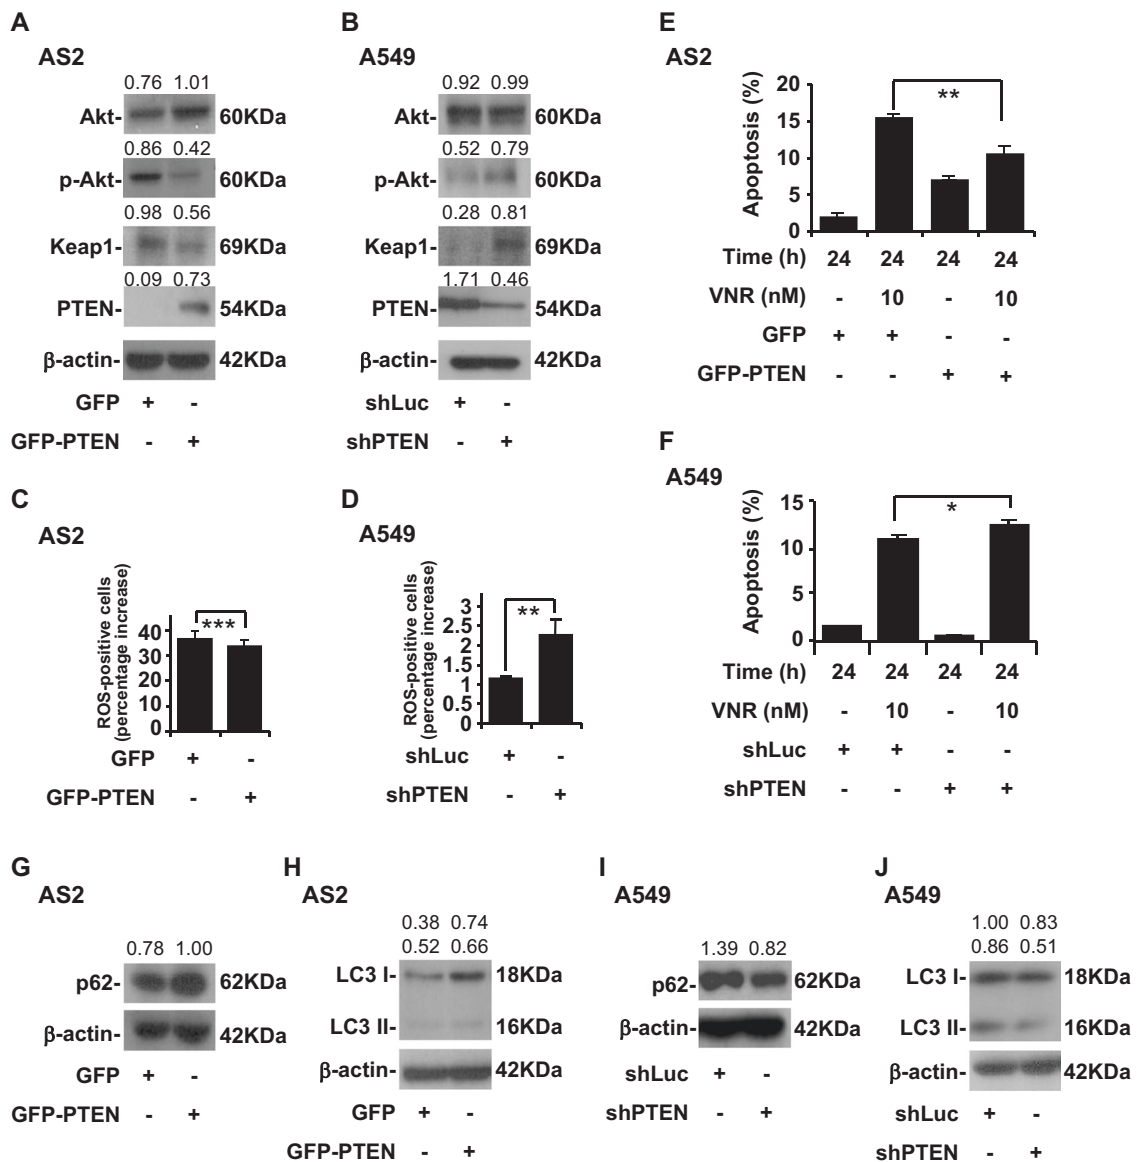 A
AS2
0.76 1.01
Akt- 60KDa
0.86 0.42
p-Akt- 60KDa
0.98 0.56
Keap1- 69KDa
0.09 0.73
PTEN- 54KDa
β-actin- 42KDa
GFP + -
GFP-PTEN - +
B
A549
0.92 0.99
Akt- 60KDa
0.52 0.79
p-Akt- 60KDa
0.28 0.81
Keap1- 69KDa
1.71 0.46
PTEN- 54KDa
β-actin- 42KDa
shLuc + -
shPTEN - +
E
AS2
Apoptosis (%)
20
15
10
5
0
**
Time (h) 24 24 24 24
VNR (nM) - 10 - 10
GFP + + - -
GFP-PTEN - - + +
C
AS2
ROS-positive cells
(percentage increase)
40
30
20
10
0
***
GFP + -
GFP-PTEN - +
D
A549
ROS-positive cells
(percentage increase)
3
2.5
2
1.5
1
0.5
0
**
shLuc + -
shPTEN - +
F
A549
Apoptosis (%)
15
10
5
0
*
Time (h) 24 24 24 24
VNR (nM) - 10 - 10
shLuc + + - -
shPTEN - - + +
G
AS2
0.78 1.00
p62- 62KDa
β-actin- 42KDa
GFP + -
GFP-PTEN - +
H
AS2
0.38 0.74
0.52 0.66
LC3 I- 18KDa
LC3 II- 16KDa
β-actin- 42KDa
GFP + -
GFP-PTEN - +
I
A549
1.39 0.82
p62- 62KDa
β-actin- 42KDa
shLuc + -
shPTEN - +
J
A549
1.00 0.83
0.86 0.51
LC3 I- 18KDa
LC3 II- 16KDa
β-actin- 42KDa
shLuc + -
shPTEN - +